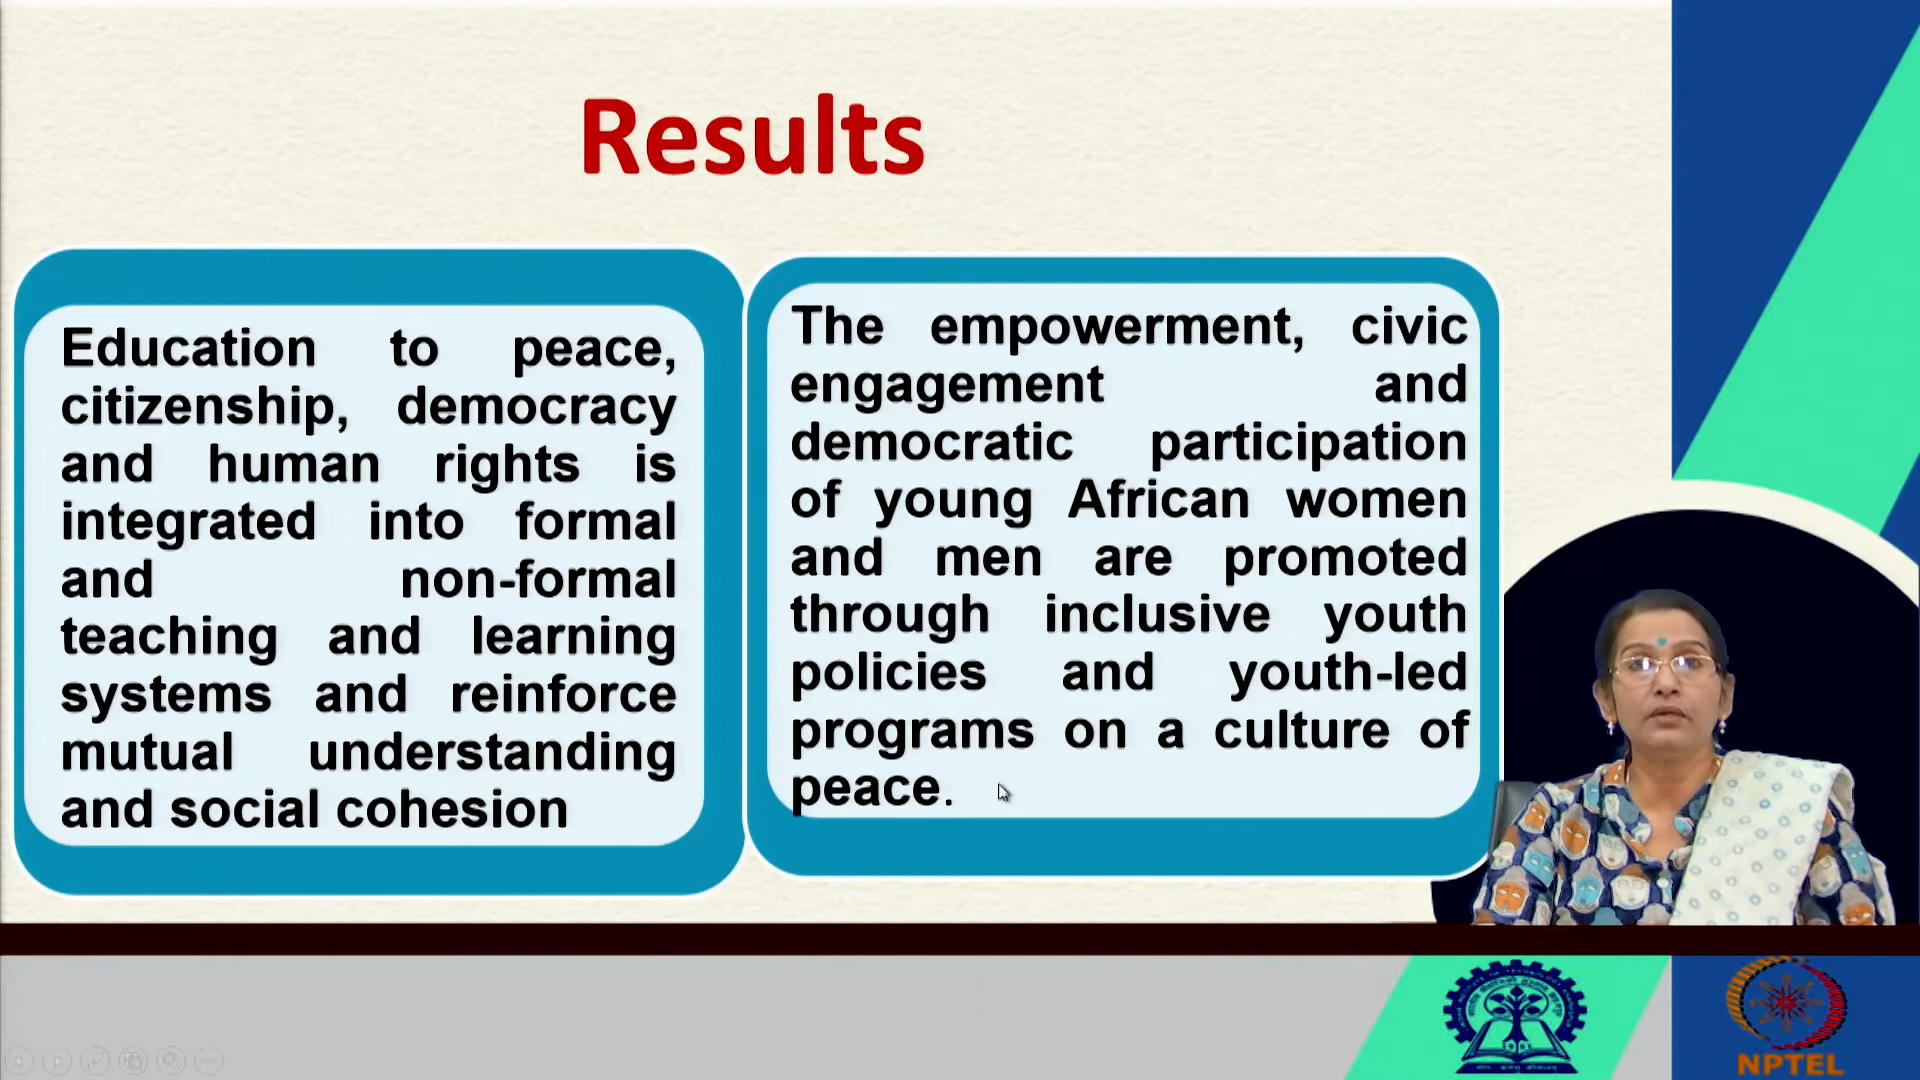 Results
Education to peace,
citizenship, democracy
and human rights is
integrated into formal
and non-formal
teaching and learning
systems and reinforce
mutual understanding
and social cohesion
The empowerment, civic
engagement and
democratic participation
of young African women
and men are promoted
through inclusive youth
policies and youth-led
programs on a culture of
peace.
NPTEL